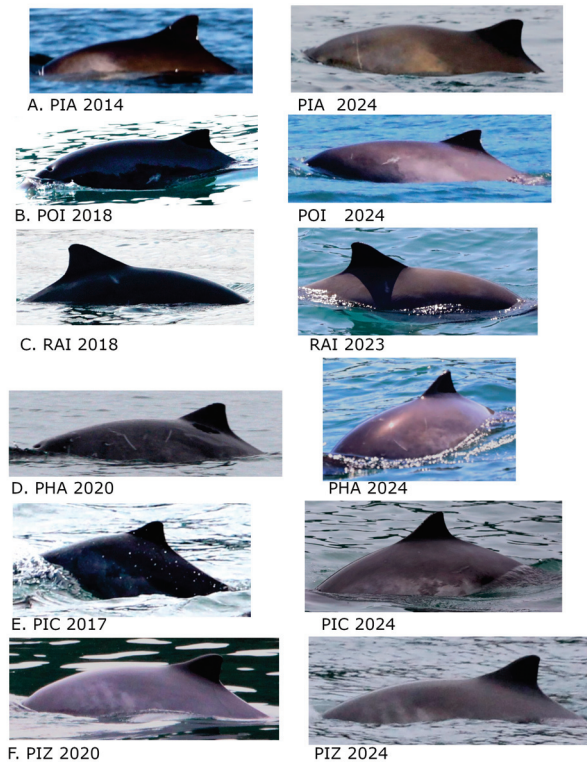 A. PIA 2014
PIA 2024
B. POI 2018
POI 2024
C. RAI 2018
RAI 2023
D. PHA 2020
PHA 2024
E. PIC 2017
PIC 2024
F. PIZ 2020
PIZ 2024